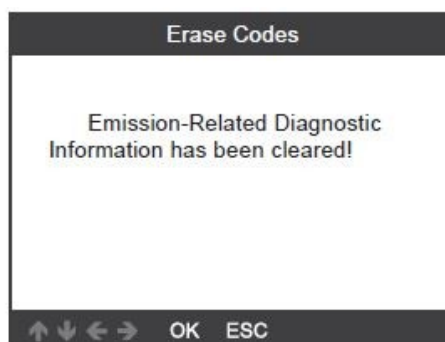 Erase Codes
Emission-Related Diagnostic
Information has been cleared!
OK ESC